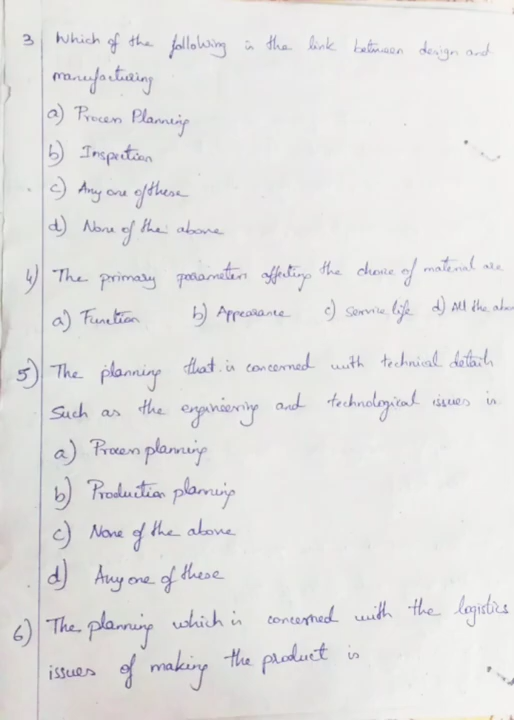 3 Which of the following is the link between design and
manufacturing
a) Process Planning
b) Inspection
c) Any one of these
d) None of the above
4) The primary parameters affecting the choice of material are
a) Function b) Appearance c) Service life d) All the abov
5) The planning that is concerned with technical details
Such as the engineering and technological issues is
a) Process planning
b) Production planning
c) None of the above
d) Any one of these
6) The planning which is concerned with the logistics
issues of making the product is